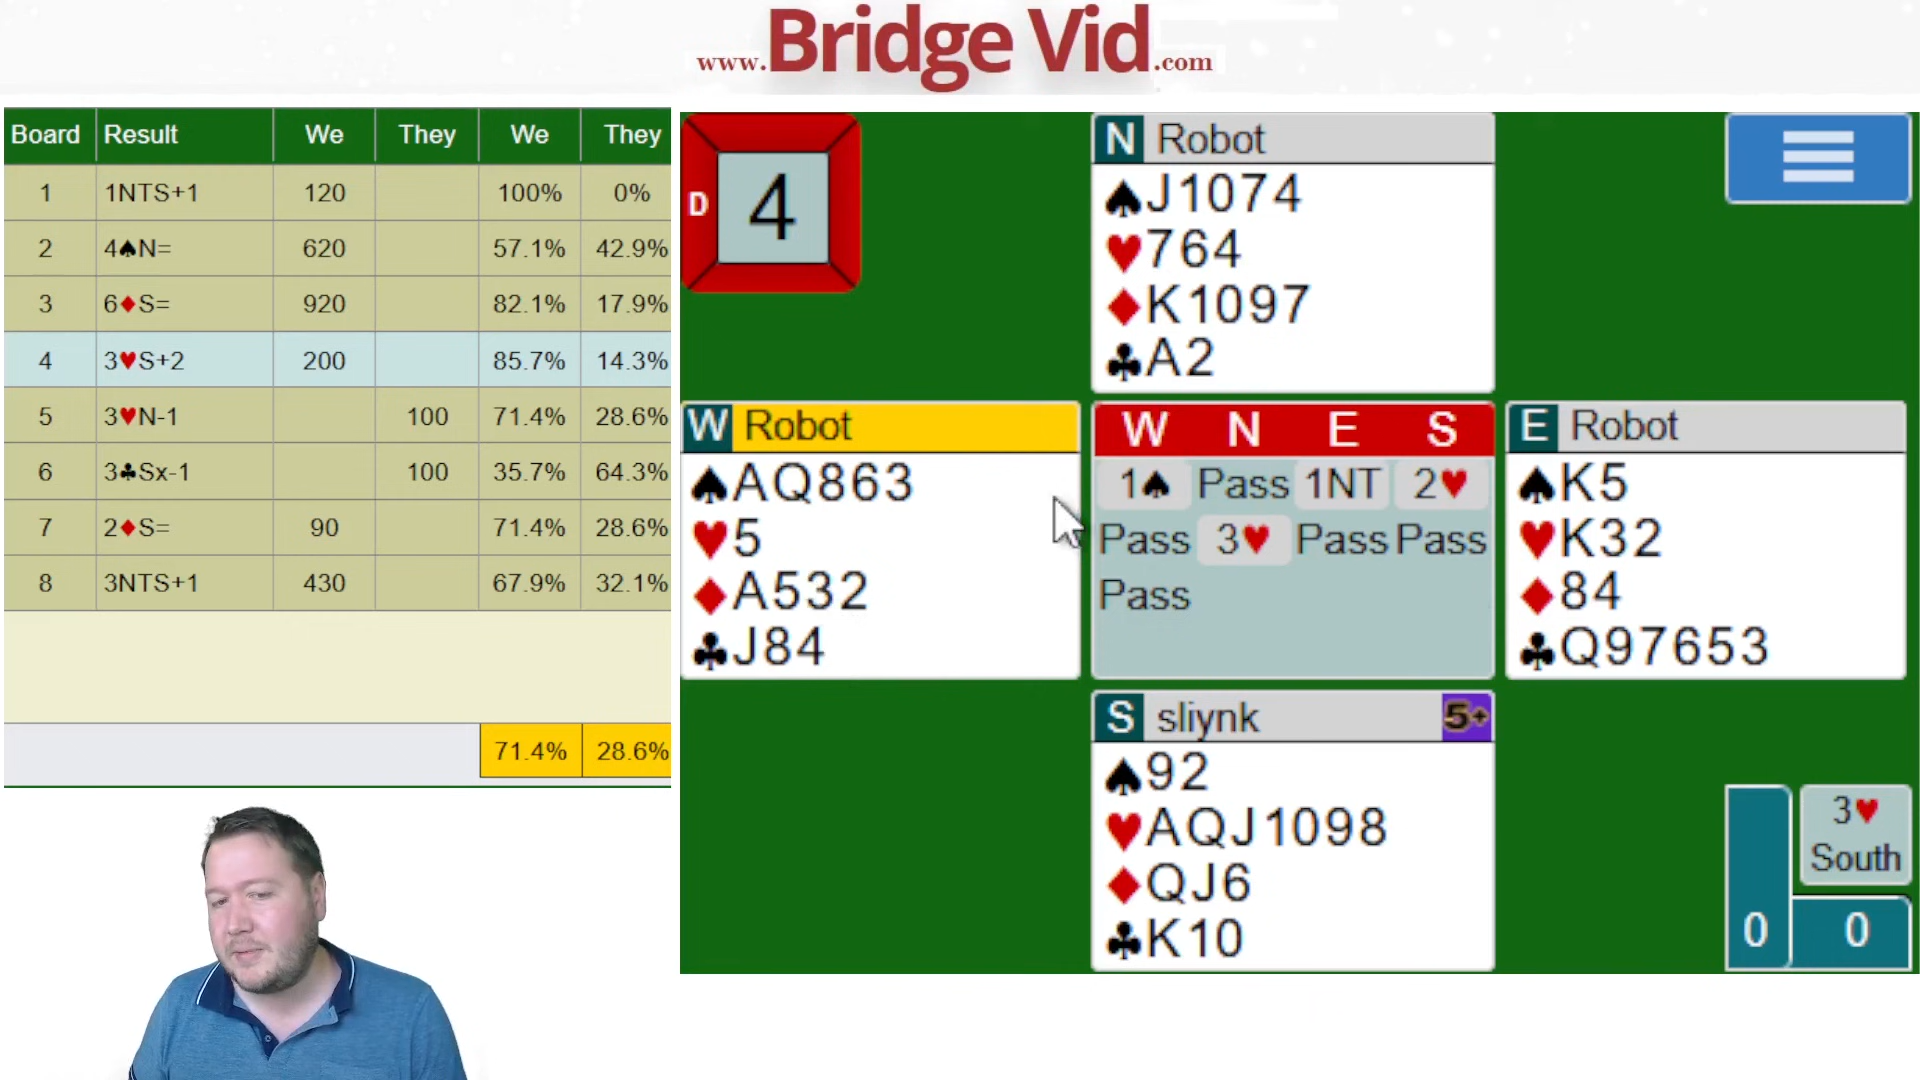 www.Bridge Vid.com
Board Result We They We They
1 1NTS+1 120 100% 0%
2 4♠N= 620 57.1% 42.9%
3 6♦S= 920 82.1% 17.9%
4 3♥S+2 200 85.7% 14.3%
5 3♥N-1 100 71.4% 28.6%
6 3♣Sx-1 100 35.7% 64.3%
7 2♦S= 90 71.4% 28.6%
8 3NTS+1 430 67.9% 32.1%
71.4% 28.6%
D 4
N Robot
♠J1074
♥764
♦K1097
♣A2
W Robot
♠AQ863
♥5
♦A532
♣J84
W N E S
1♠ Pass 1NT 2♥
Pass 3♥ Pass Pass
Pass
E Robot
♠K5
♥K32
♦84
♣Q97653
S sliynk 5+
♠92
♥AQJ1098
♦QJ6
♣K10
3♥
South
0 0